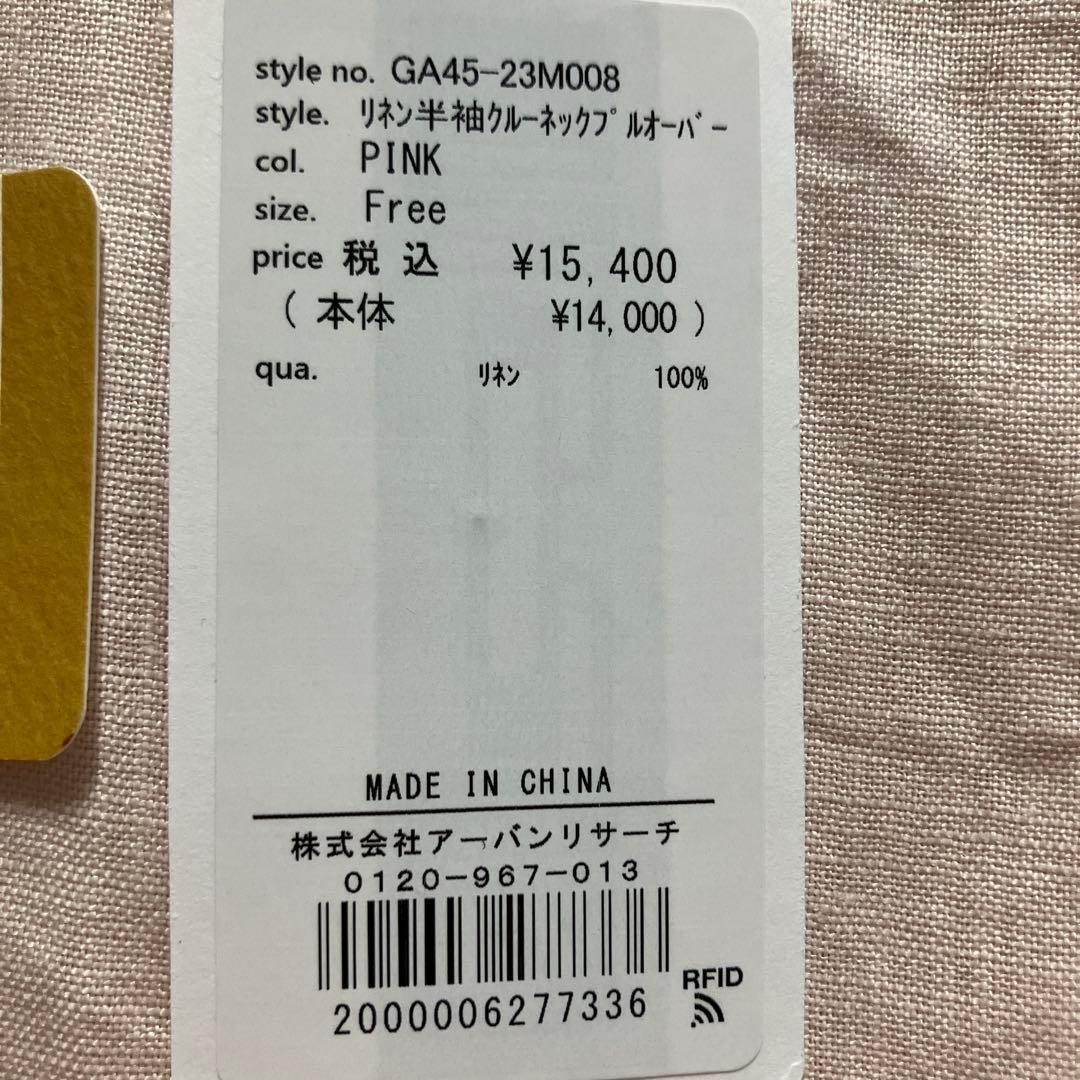 style no. GA45-23M008
style. ﾘﾈﾝ半袖ｸﾙｰﾈｯｸﾌﾟﾙｵｰﾊﾞｰ
col. PINK
size. Free
price 税込 ¥15,400
(本体 ¥14,000)
qua. ﾘﾈﾝ 100%
MADE IN CHINA
株式会社アーバンリサーチ
0120-967-013
2000006277336
RFID